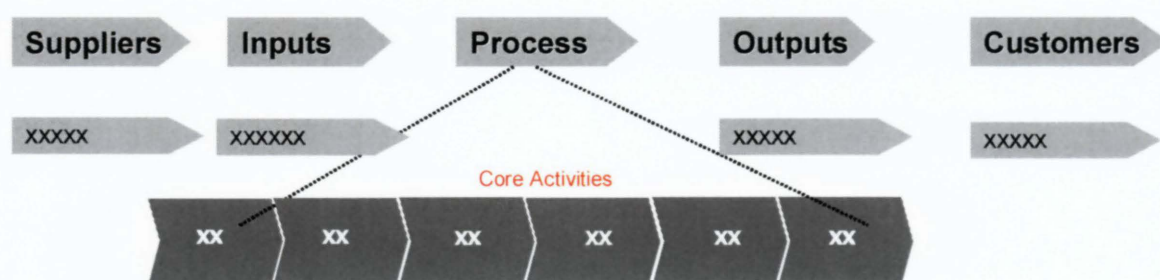 Suppliers Inputs Process Outputs Customers
XXXXX XXXXXX XXXXX XXXXX
Core Activities
XX XX XX XX XX XX